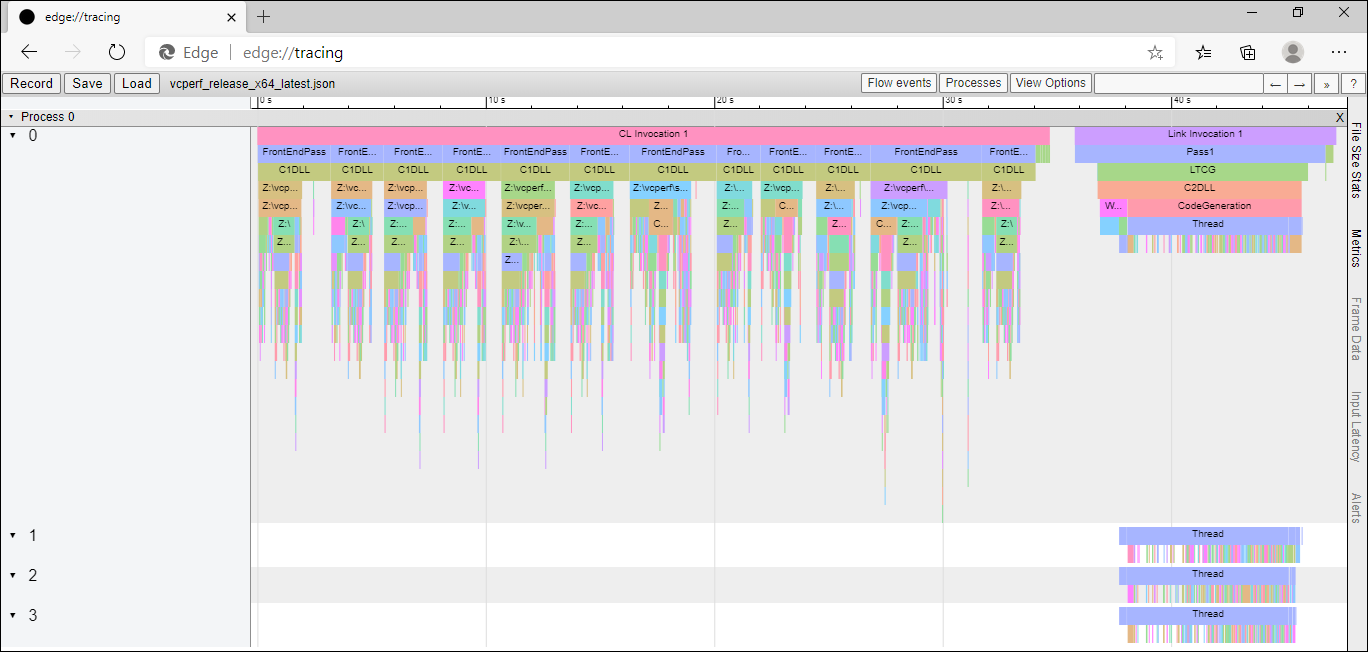 edge://tracing
Edge edge://tracing
Record Save Load vcperf_release_x64_latest.json Flow events Processes View Options ← → » ?
0 s 10 s 20 s 30 s 40 s
Process 0 X
0
CL Invocation 1 Link Invocation 1
FrontEndPass FrontE... FrontE... FrontE... FrontEndPass FrontE... FrontEndPass Fro... FrontE... FrontE... FrontEndPass FrontE... Pass1
C1DLL C1DLL C1DLL C1DLL C1DLL C1DLL C1DLL C1DLL C1DLL C1DLL C1DLL C1DLL LTCG
Z:\vcp... Z:\vc... Z:\vcp... Z:\vc... Z:\vcperf... Z:\vcp... Z:\vcperf\s... Z:\... Z:\vcp... Z:\... Z:\vcperf\... Z:\... C2DLL
Z:\vcp... Z:\vc... Z:\vcp... Z:\v... Z:\vcper... Z:\vc... Z... Z:\... C... Z:\... Z:\vcp... Z:\... W... CodeGeneration
Z:\ Z:\ Z:... Z:... Z:\v... Z:... C... Z:... Z... C... Z:... Z:\ Thread
Z... Z... Z... Z... Z:\... Z... Z... Z... Z...
Z...
1 Thread
2 Thread
3 Thread
File Size Stats
Metrics
Frame Data
Input Latency
Alerts